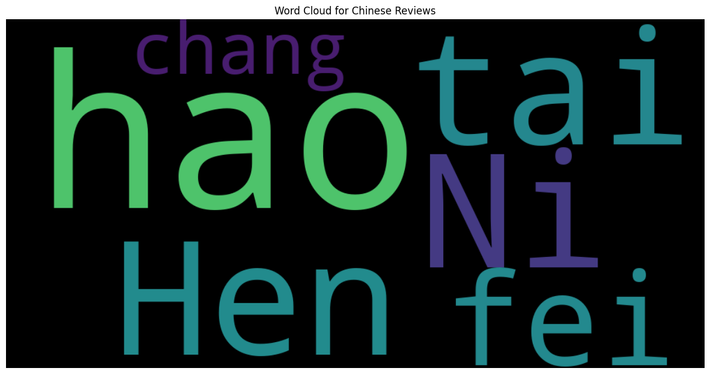 Word Cloud for Chinese Reviews
chang
tai
hao
Ni
Hen
fei